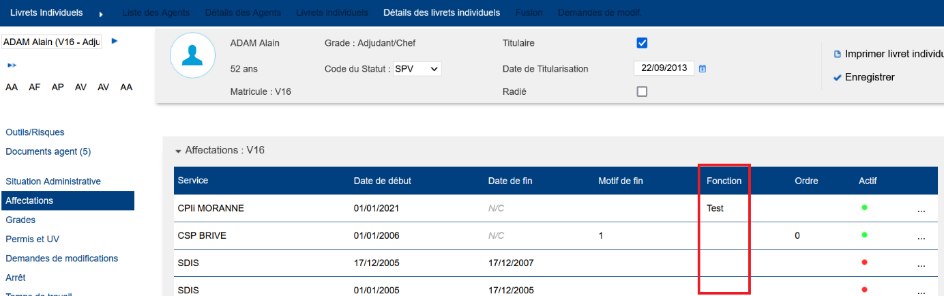 Livrets Individuels Liste des Agents Détails des Agents Livrets individuels Détails des livrets individuels Fusion Demandes de modif.
ADAM Alain (V16 - Adju
AA AF AP AV AV AA
ADAM Alain Grade : Adjudant/Chef Titulaire
52 ans Code du Statut : SPV Date de Titularisation 22/09/2013
Matricule : V16 Radié
Imprimer livret individu
Enregistrer
Outils/Risques
Documents agent (5)
Situation Administrative
Affectations
Grades
Permis et UV
Demandes de modifications
Arrêt
Temps de travail
Affectations : V16
Service Date de début Date de fin Motif de fin Fonction Ordre Actif
CPIi MORANNE 01/01/2021 N/C Test ...
CSP BRIVE 01/01/2006 N/C 1 0 ...
SDIS 17/12/2005 17/12/2007 ...
SDIS 01/01/2005 17/12/2005 ...